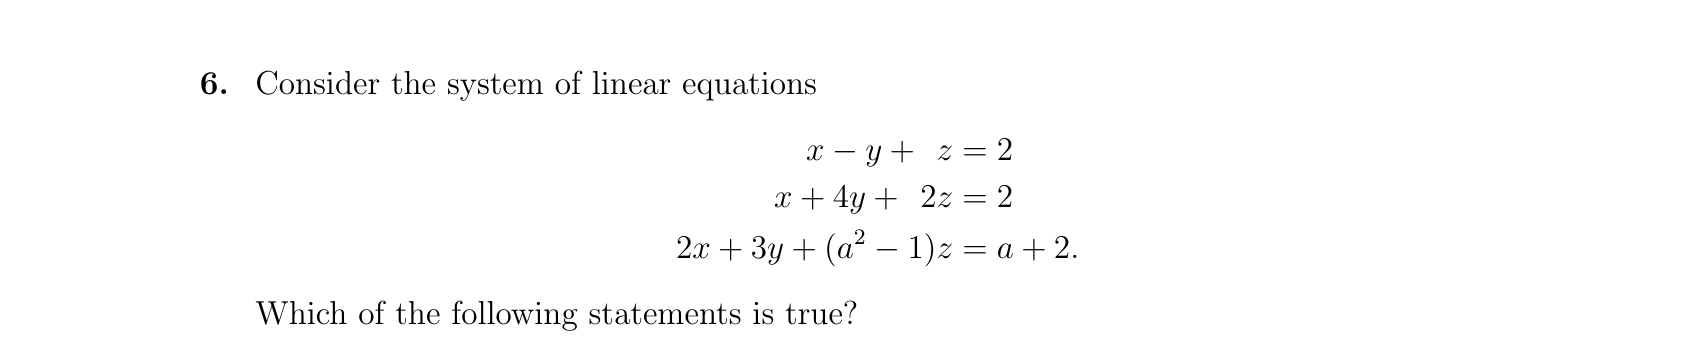 6. Consider the system of linear equations
x − y + z = 2
x + 4y + 2z = 2
2x + 3y + (a² − 1)z = a + 2.
Which of the following statements is true?